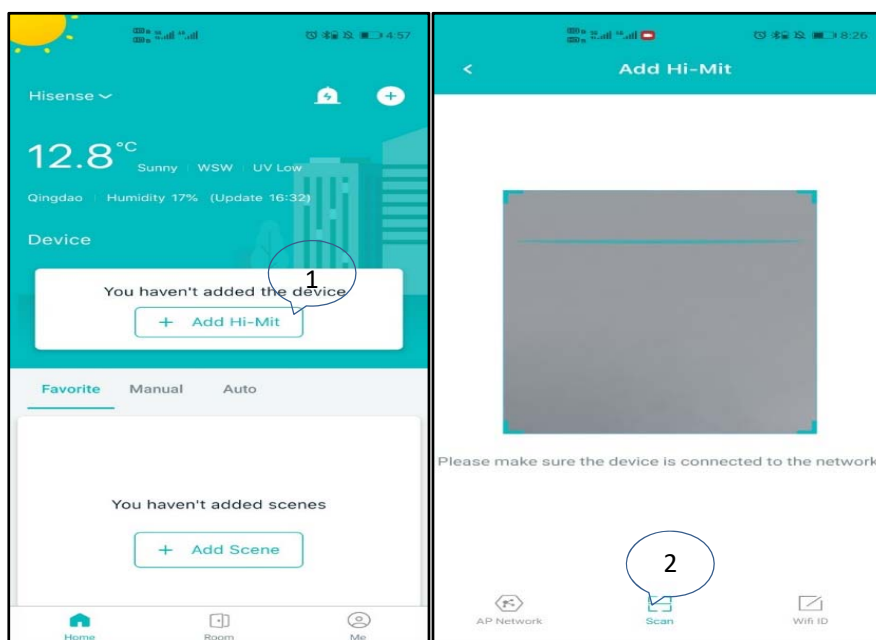 4:57
Hisense
12.8°C
Sunny WSW UV Low
Qingdao Humidity 17% (Update 16:32)
Device
1
You haven't added the device
+ Add Hi-Mit
Favorite Manual Auto
You haven't added scenes
+ Add Scene
Home Room Me
8:26
< Add Hi-Mit
Please make sure the device is connected to the network
2
AP Network Scan Wifi ID